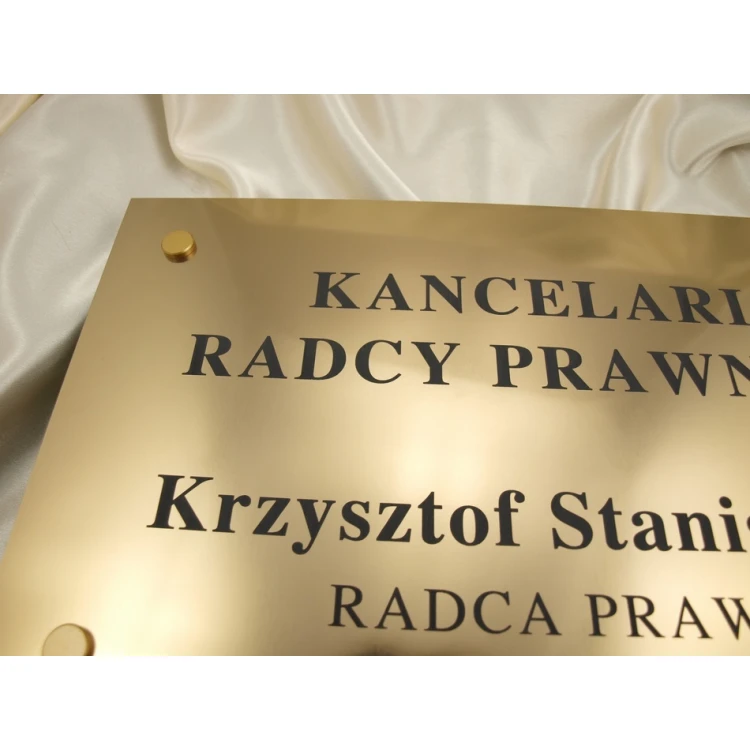 KANCELARI
RADCY PRAWN
Krzysztof Stanis
RADCA PRAW